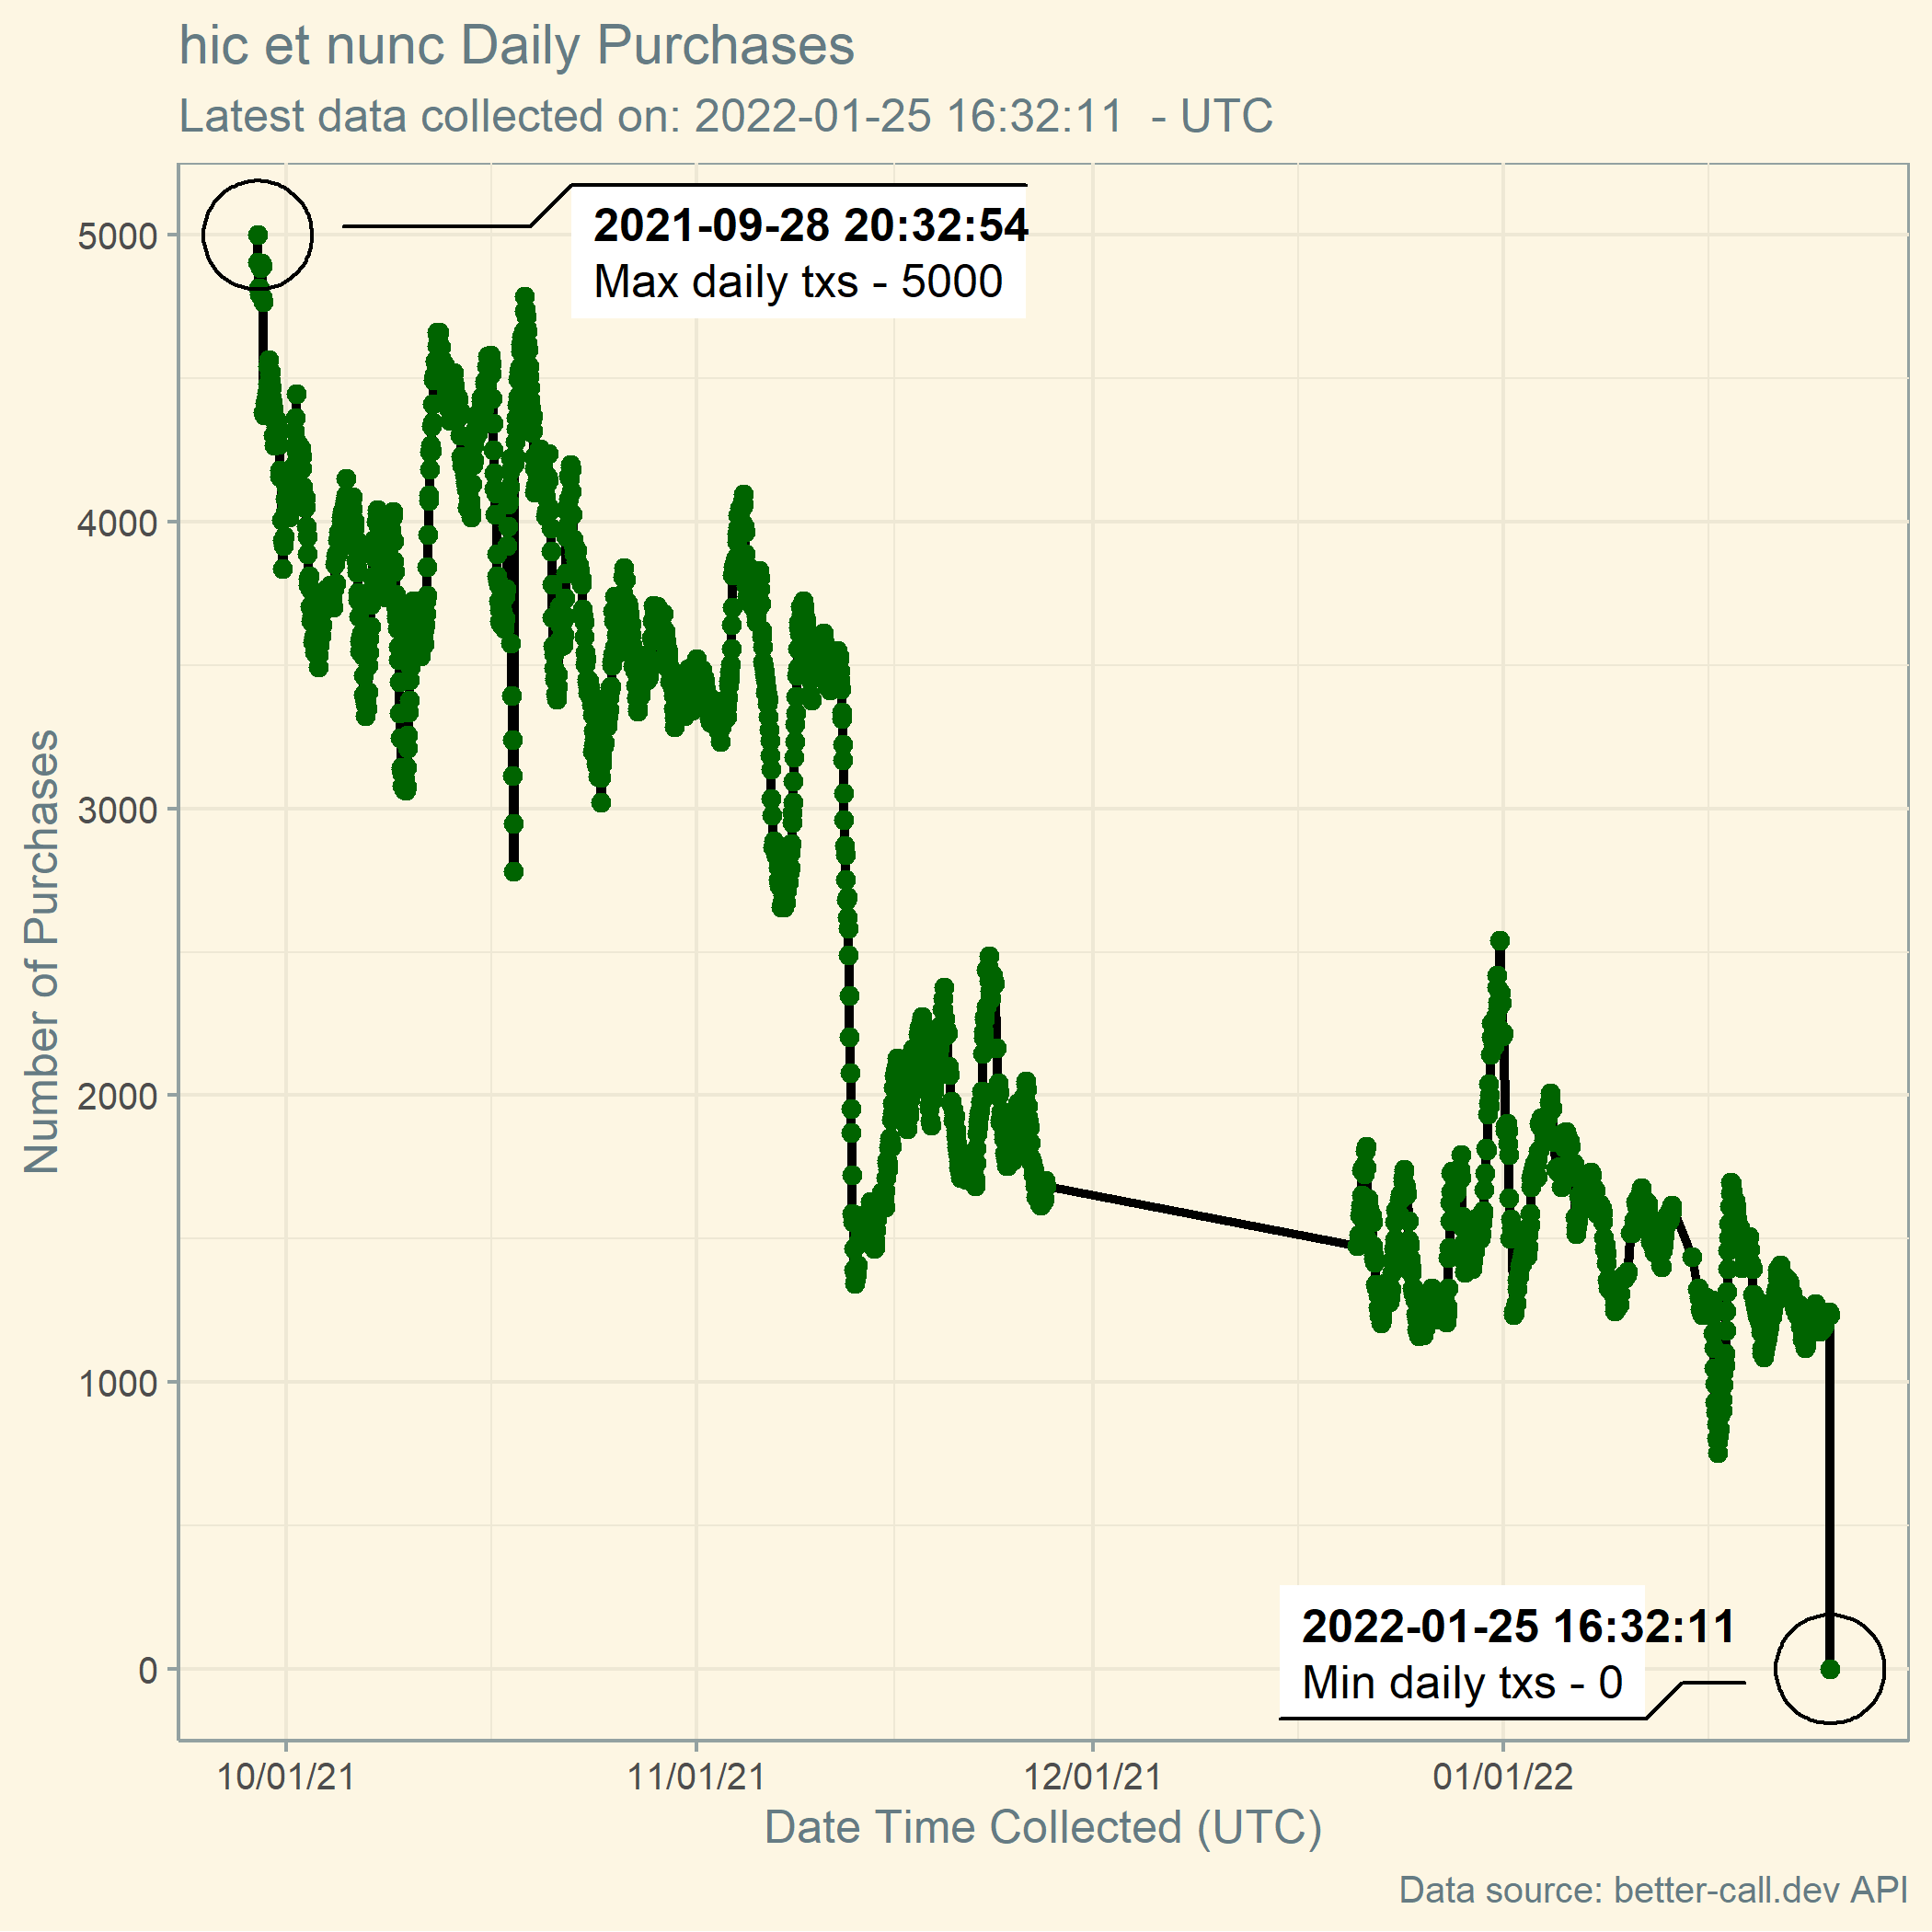 hic et nunc Daily Purchases
Latest data collected on: 2022-01-25 16:32:11  - UTC
2021-09-28 20:32:54
Max daily txs - 5000
5000
4000
3000
2000
1000
0
Number of Purchases
2022-01-25 16:32:11
Min daily txs - 0
10/01/21 11/01/21 12/01/21 01/01/22
Date Time Collected (UTC)
Data source: better-call.dev API